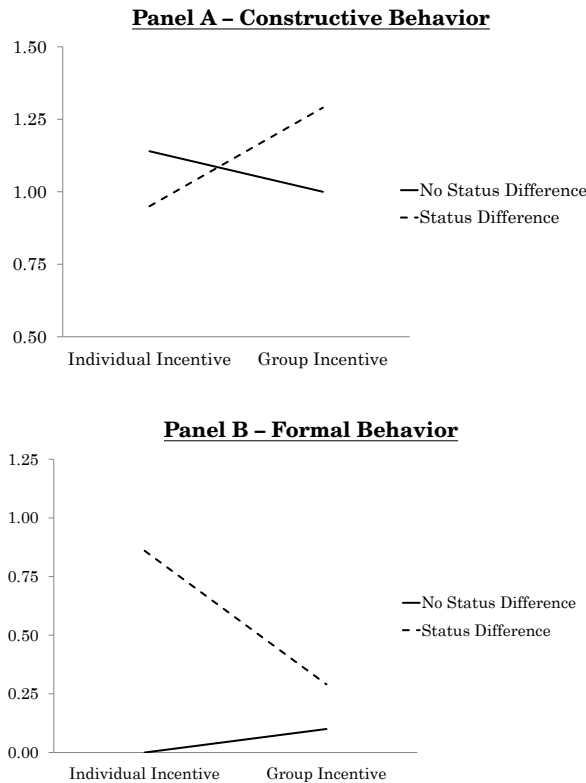 Panel A – Constructive Behavior
1.50
1.25
1.00
0.75
0.50
Individual Incentive Group Incentive
No Status Difference
Status Difference
Panel B – Formal Behavior
1.25
1.00
0.75
0.50
0.25
0.00
Individual Incentive Group Incentive
No Status Difference
Status Difference